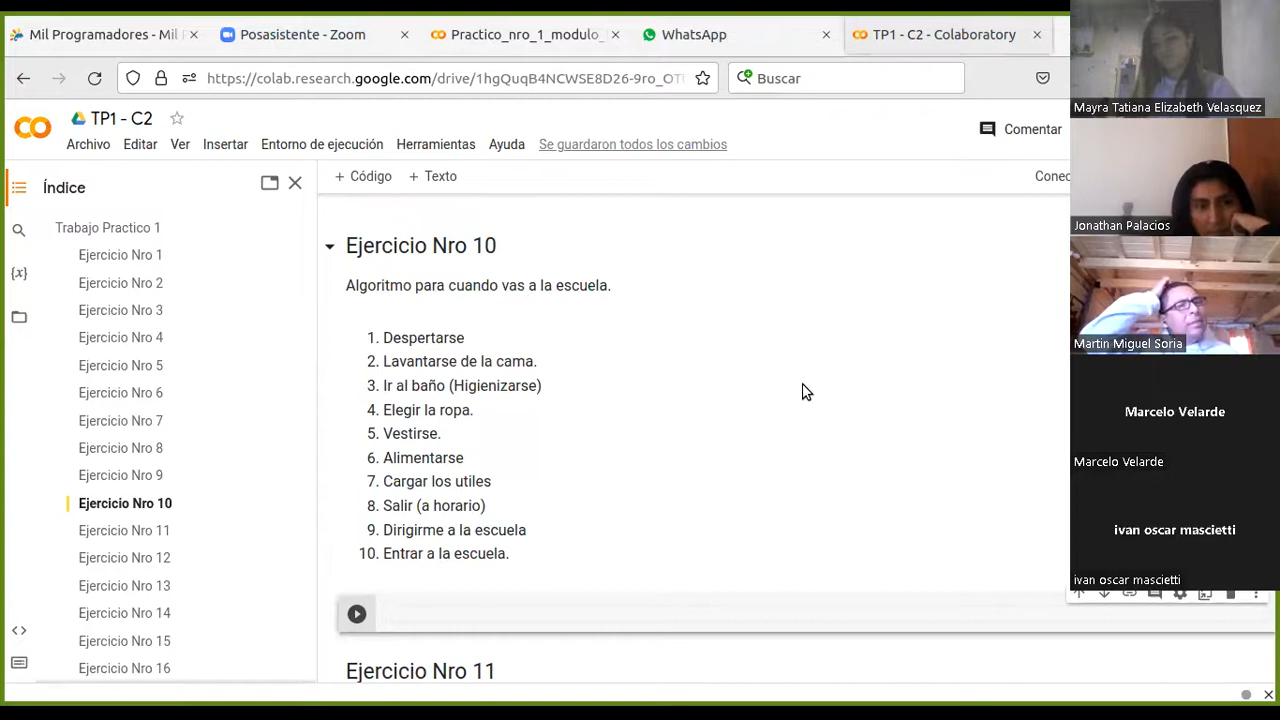 Mil Programadores - Mil
Posasistente - Zoom
Practico_nro_1_modulo_
WhatsApp
TP1 - C2 - Colaboratory
https://colab.research.google.com/drive/1hgQuqB4NCWSE8D26-9ro_OT
Buscar
TP1 - C2
Comentar
Archivo Editar Ver Insertar Entorno de ejecución Herramientas Ayuda Se guardaron todos los cambios
Índice
+ Código + Texto
Conec
Trabajo Practico 1
Ejercicio Nro 1
Ejercicio Nro 2
Ejercicio Nro 3
Ejercicio Nro 4
Ejercicio Nro 5
Ejercicio Nro 6
Ejercicio Nro 7
Ejercicio Nro 8
Ejercicio Nro 9
Ejercicio Nro 10
Ejercicio Nro 11
Ejercicio Nro 12
Ejercicio Nro 13
Ejercicio Nro 14
Ejercicio Nro 15
Ejercicio Nro 16
Ejercicio Nro 10
Algoritmo para cuando vas a la escuela.
1. Despertarse
2. Lavantarse de la cama.
3. Ir al baño (Higienizarse)
4. Elegir la ropa.
5. Vestirse.
6. Alimentarse
7. Cargar los utiles
8. Salir (a horario)
9. Dirigirme a la escuela
10. Entrar a la escuela.
Ejercicio Nro 11
Mayra Tatiana Elizabeth Velasquez
Jonathan Palacios
Martin Miguel Soria
Marcelo Velarde
Marcelo Velarde
ivan oscar mascietti
ivan oscar mascietti